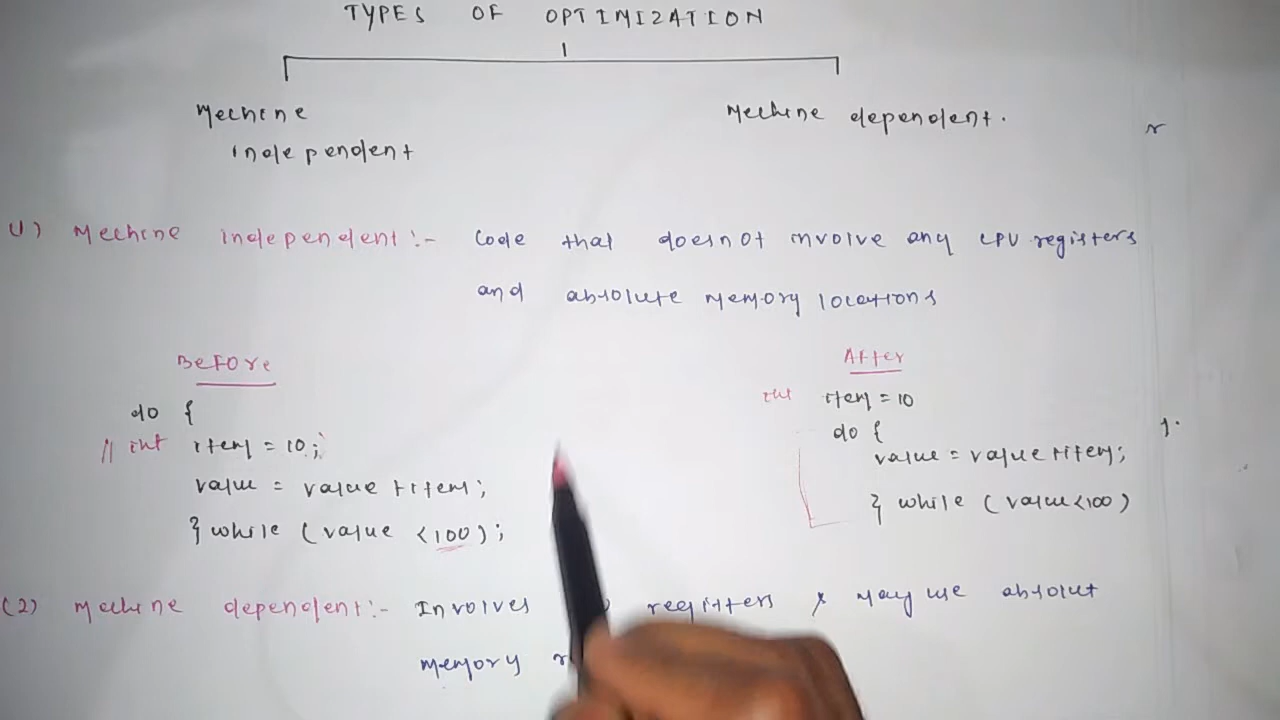 TYPES OF OPTIMIZATION
Mechine
independent
Mechine dependent.
(1) Mechine independent:- Code that doesnot involve any CPU registers
and absolute memory locations
Before
do {
// int item = 10;
value = value + item;
} while (value < 100);
After
int item = 10
do {
value = value + item;
} while (value < 100)
(2) Mechine dependent:- Involves registers & may use absolut
memory